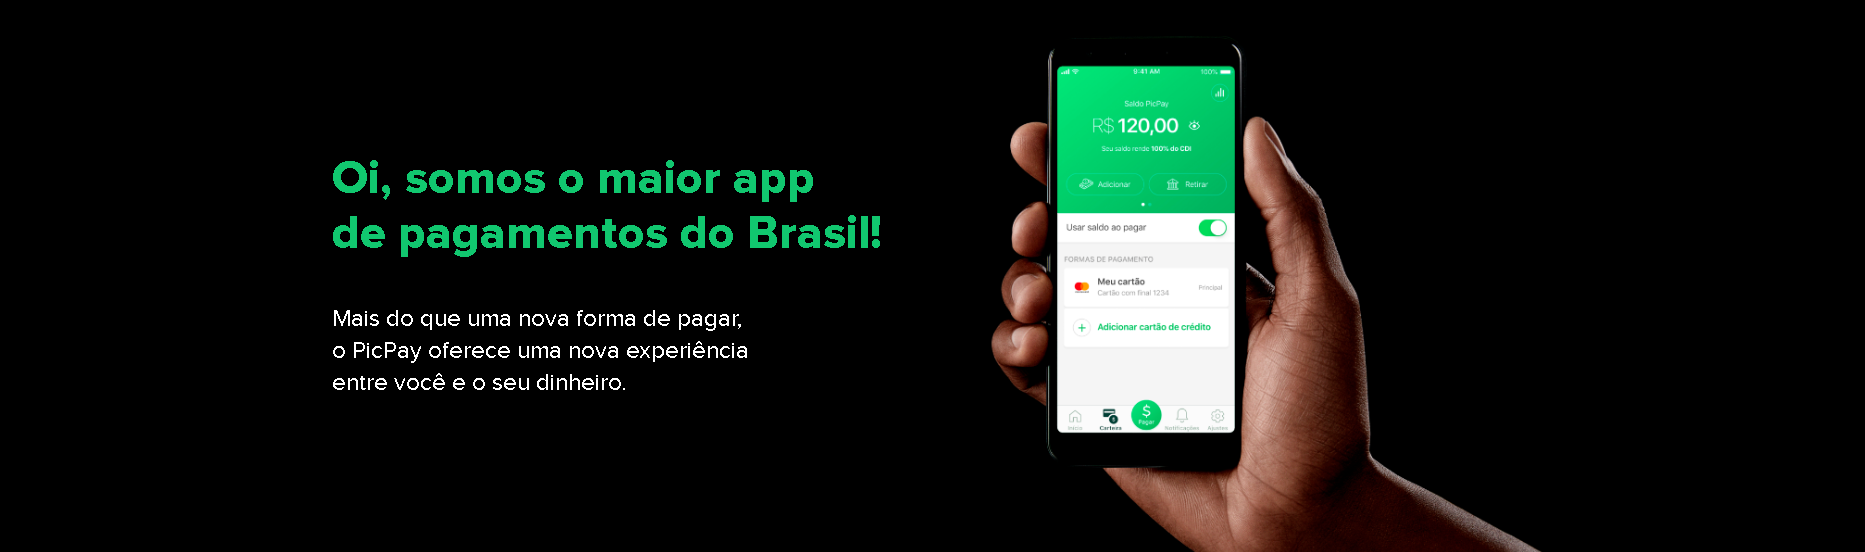 Oi, somos o maior app
de pagamentos do Brasil!
Mais do que uma nova forma de pagar,
o PicPay oferece uma nova experiência
entre você e o seu dinheiro.
9:41 AM
100%
Saldo PicPay
R$ 120,00
Seu saldo rende 100% do CDI
Adicionar
Retirar
Usar saldo ao pagar
FORMAS DE PAGAMENTO
Meu cartão
Cartão com final 1234
Principal
Adicionar cartão de crédito
Início
Carteira
Pagar
Notificações
Ajustes